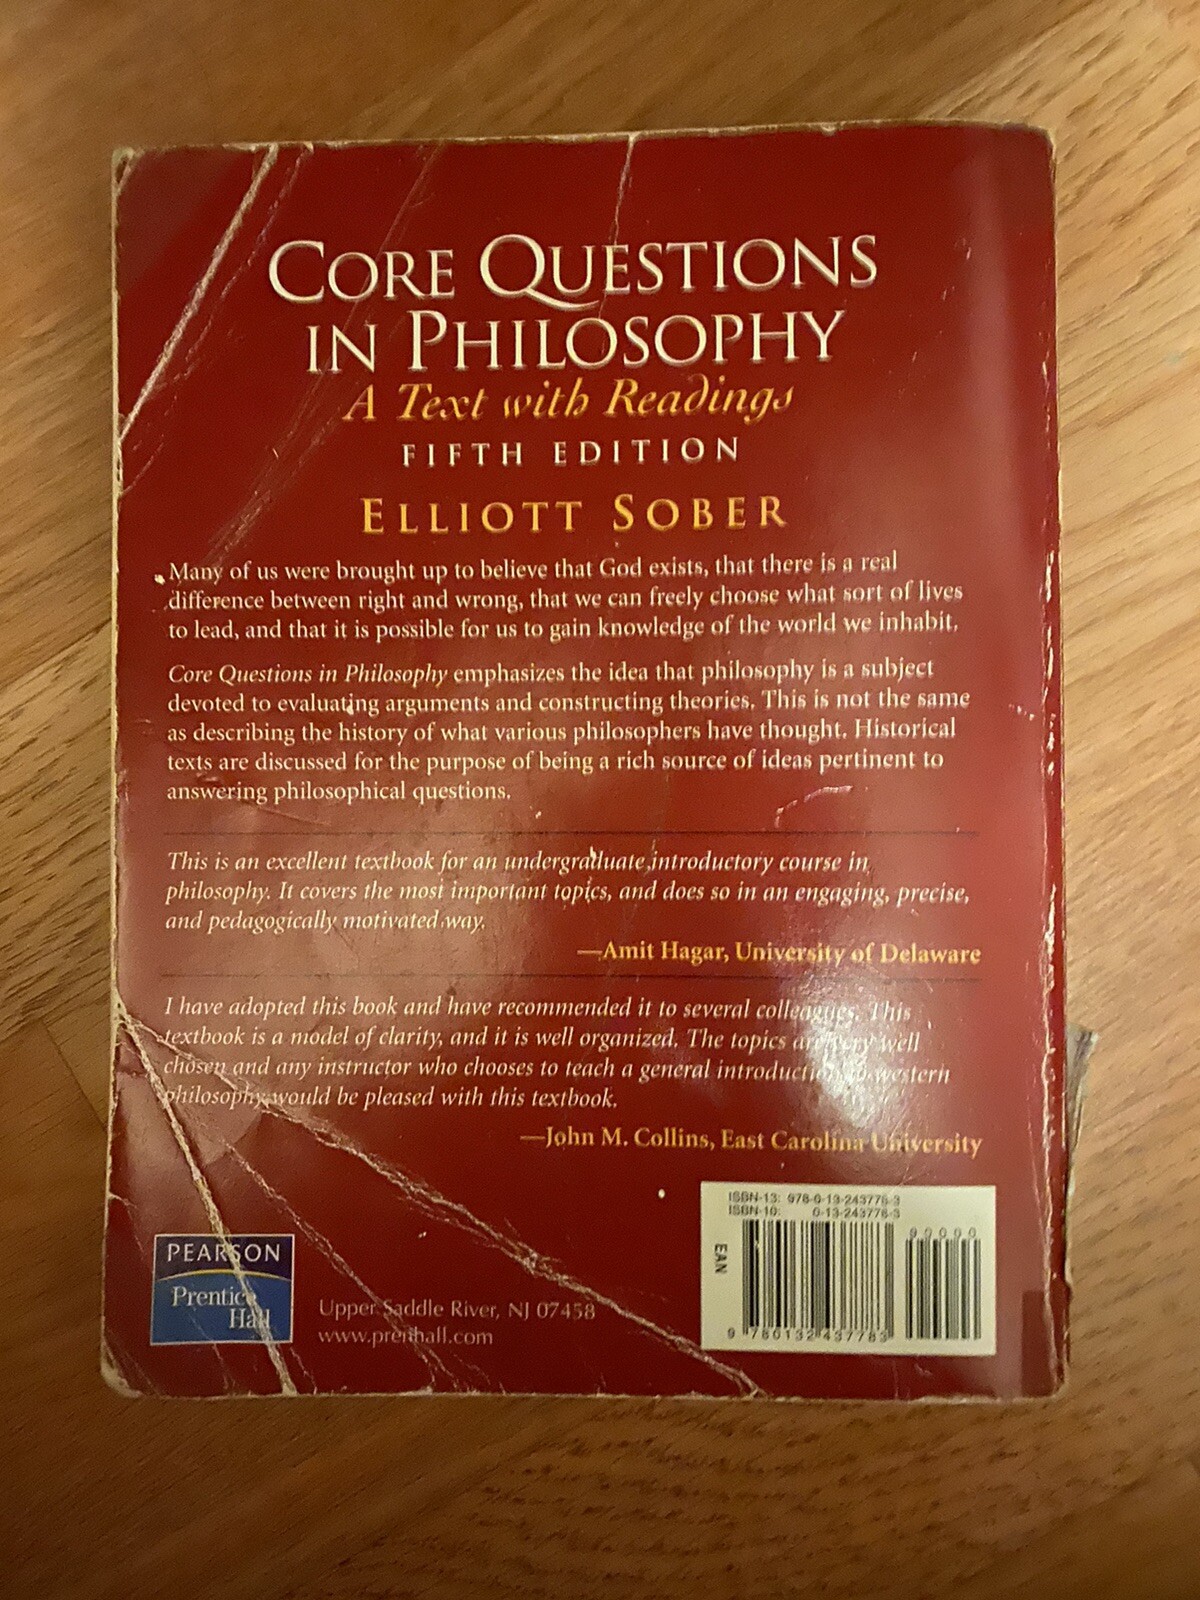 CORE QUESTIONS
IN PHILOSOPHY
A Text with Readings
FIFTH EDITION
ELLIOTT SOBER
Many of us were brought up to believe that God exists, that there is a real
difference between right and wrong, that we can freely choose what sort of lives
to lead, and that it is possible for us to gain knowledge of the world we inhabit.
Core Questions in Philosophy emphasizes the idea that philosophy is a subject
devoted to evaluating arguments and constructing theories. This is not the same
as describing the history of what various philosophers have thought. Historical
texts are discussed for the purpose of being a rich source of ideas pertinent to
answering philosophical questions.
This is an excellent textbook for an undergraduate introductory course in
philosophy. It covers the most important topics, and does so in an engaging, precise,
and pedagogically motivated way.
—Amit Hagar, University of Delaware
I have adopted this book and have recommended it to several colleagues. This
textbook is a model of clarity, and it is well organized. The topics are very well
chosen and any instructor who chooses to teach a general introduction to western
philosophy would be pleased with this textbook.
—John M. Collins, East Carolina University
ISBN-13: 978-0-13-243778-3
ISBN-10: 0-13-243778-3
90000
EAN
9 780132 437783
PEARSON
Prentice
Hall
Upper Saddle River, NJ 07458
www.prenhall.com